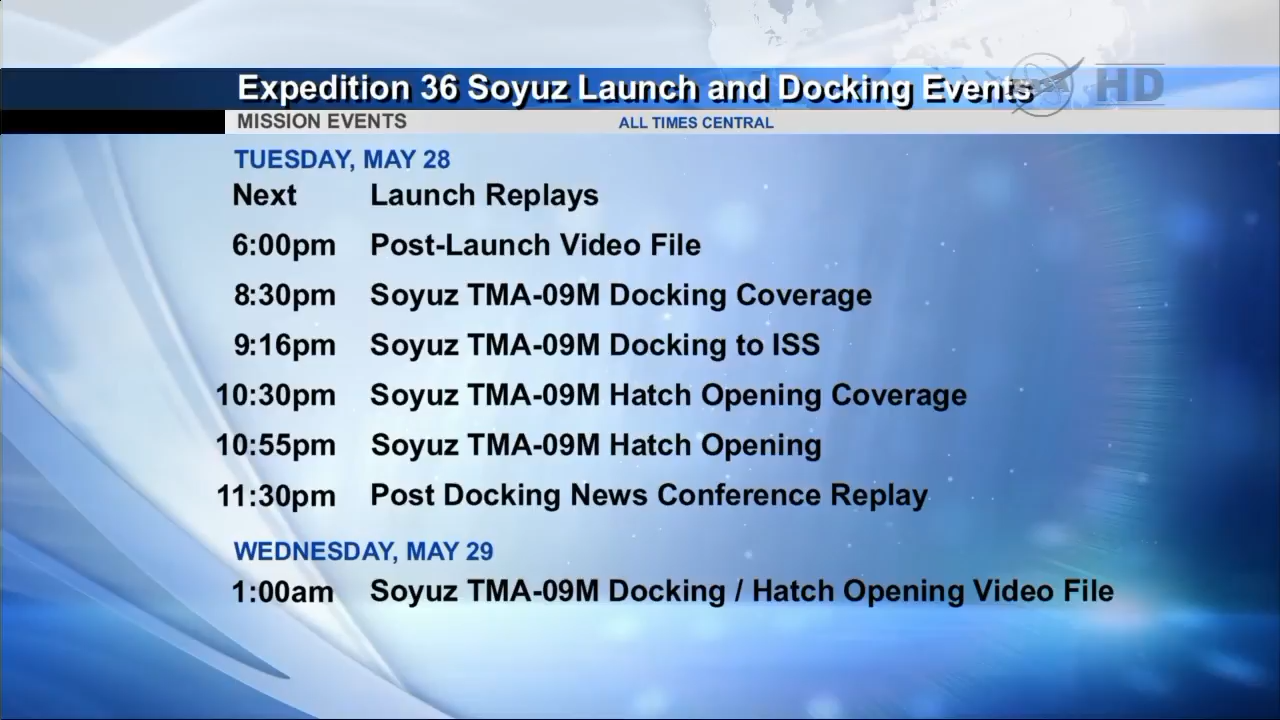 Expedition 36 Soyuz Launch and Docking Events
HD
MISSION EVENTS ALL TIMES CENTRAL
TUESDAY, MAY 28
Next Launch Replays
6:00pm Post-Launch Video File
8:30pm Soyuz TMA-09M Docking Coverage
9:16pm Soyuz TMA-09M Docking to ISS
10:30pm Soyuz TMA-09M Hatch Opening Coverage
10:55pm Soyuz TMA-09M Hatch Opening
11:30pm Post Docking News Conference Replay
WEDNESDAY, MAY 29
1:00am Soyuz TMA-09M Docking / Hatch Opening Video File